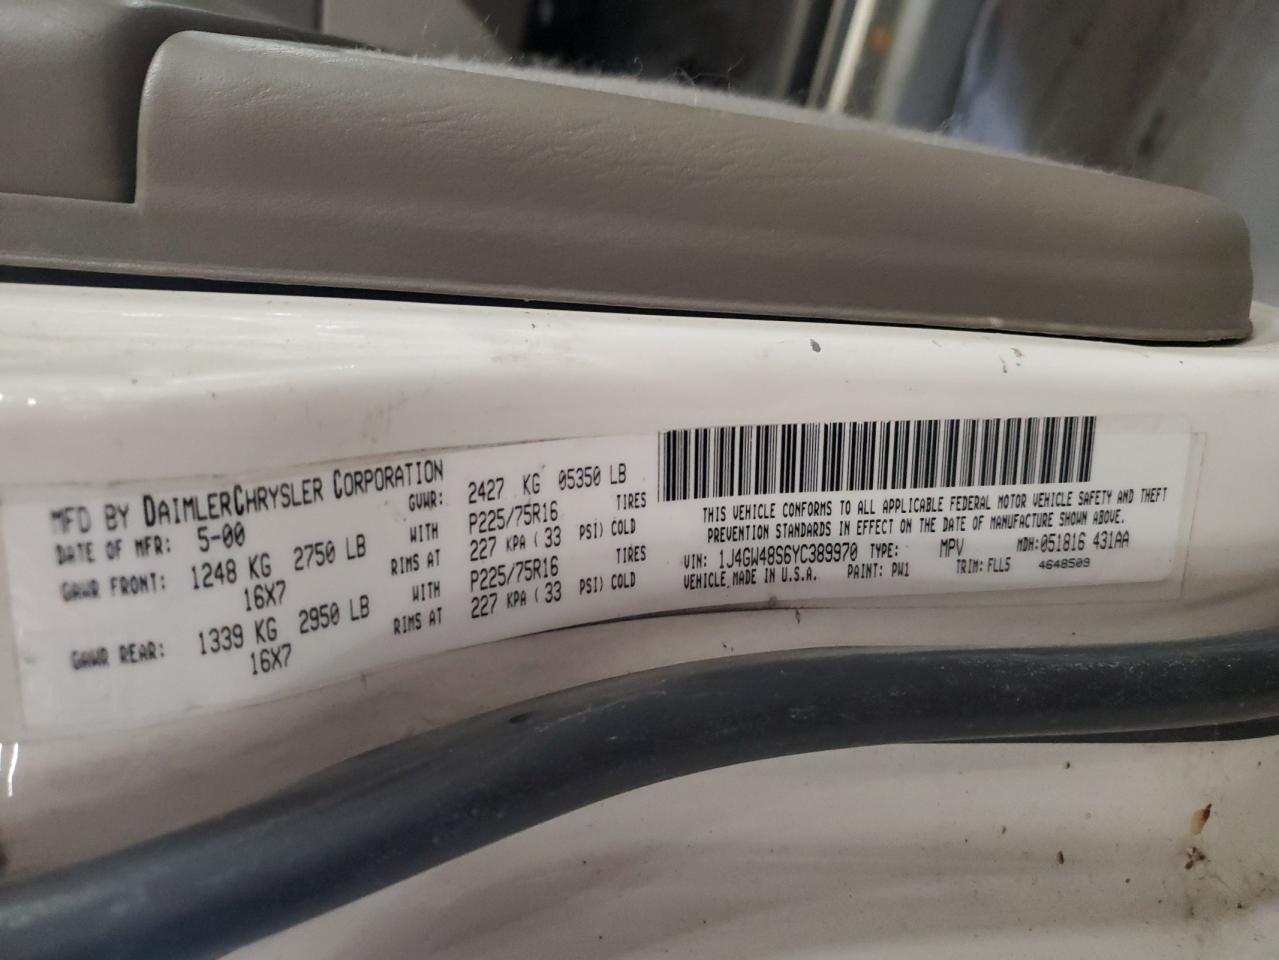 MFD BY DAIMLERCHRYSLER CORPORATION
DATE OF MFR: 5-00 GVWR: 2427 KG 05350 LB
GAWR FRONT: 1248 KG 2750 LB WITH P225/75R16 TIRES
16X7 RIMS AT 227 KPA ( 33 PSI) COLD
GAWR REAR: 1339 KG 2950 LB WITH P225/75R16 TIRES
16X7 RIMS AT 227 KPA ( 33 PSI) COLD
THIS VEHICLE CONFORMS TO ALL APPLICABLE FEDERAL MOTOR VEHICLE SAFETY AND THEFT
PREVENTION STANDARDS IN EFFECT ON THE DATE OF MANUFACTURE SHOWN ABOVE.
VIN: 1J4GW48S6YC389970 TYPE: MPV MDH:051816 431AA
VEHICLE MADE IN U.S.A. PAINT: PW1 TRIM: FLL5 4648509